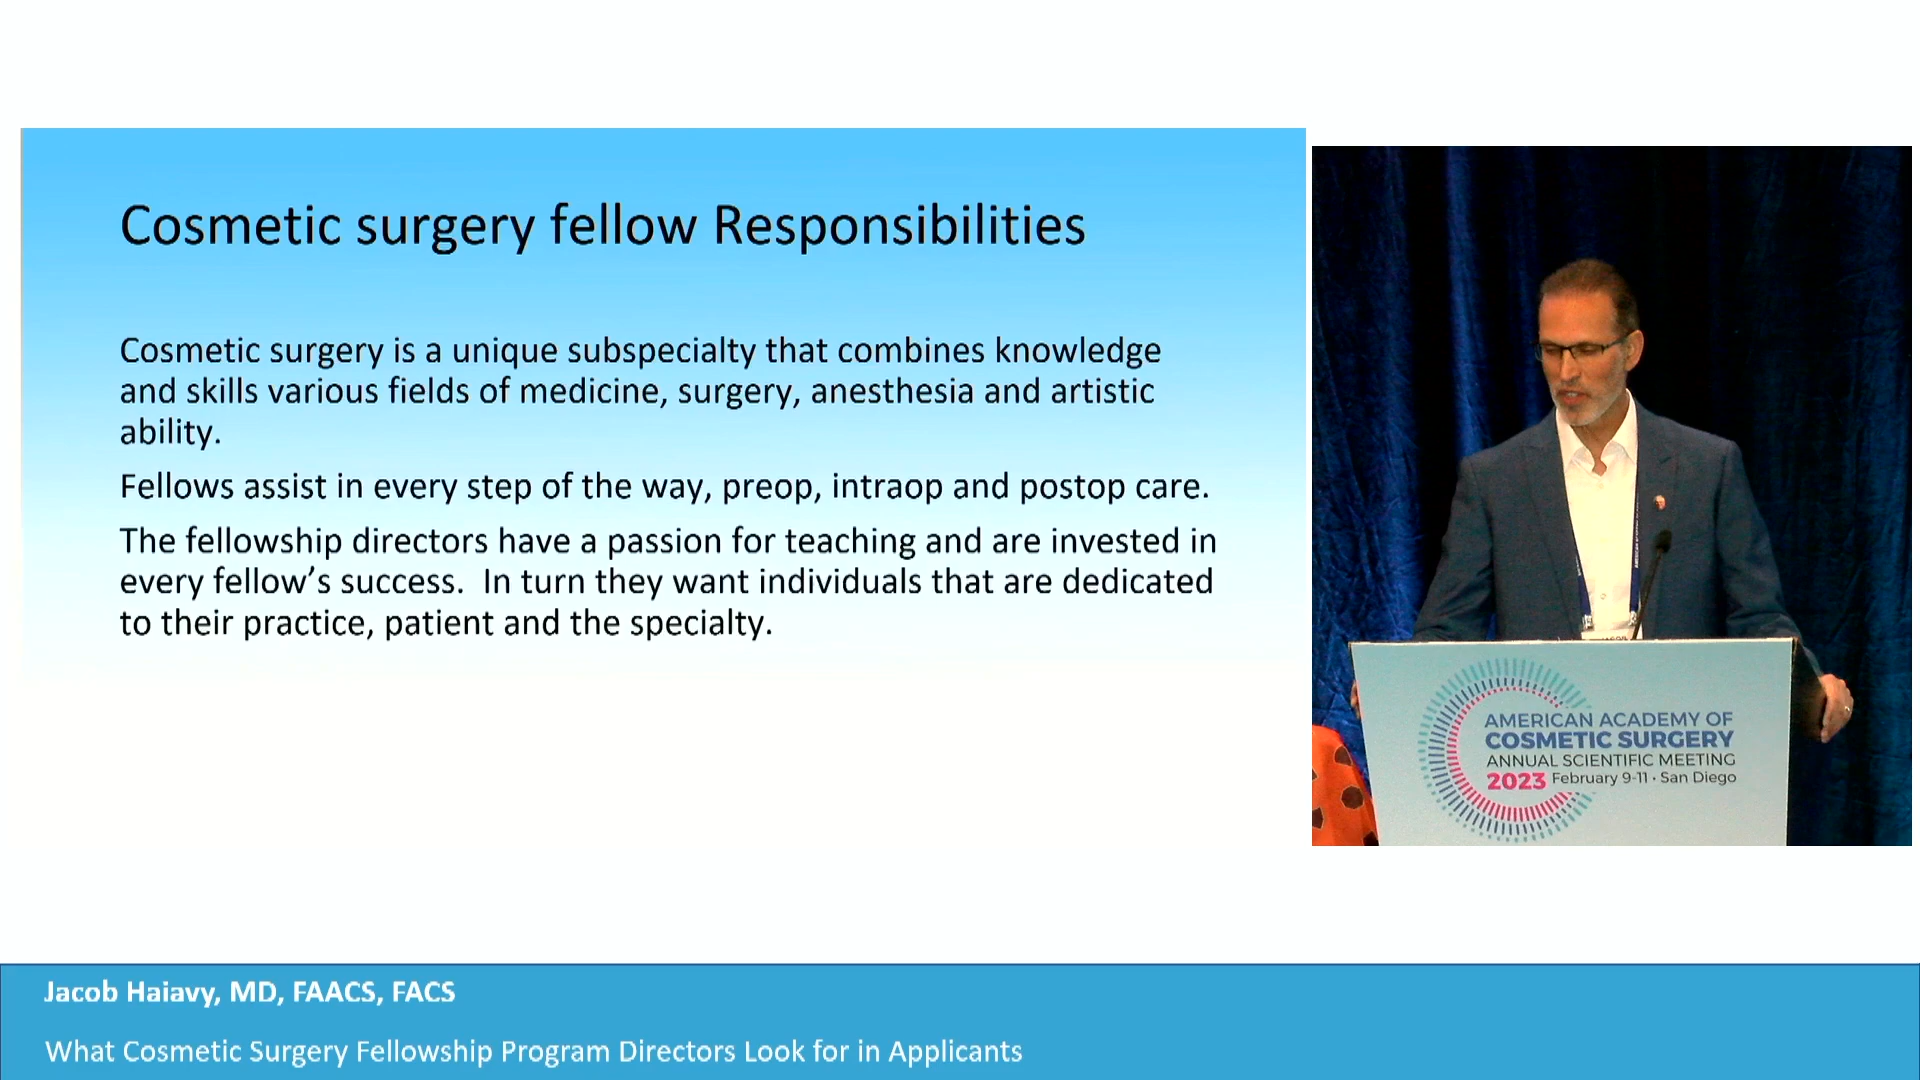 Cosmetic surgery fellow Responsibilities
Cosmetic surgery is a unique subspecialty that combines knowledge
and skills various fields of medicine, surgery, anesthesia and artistic
ability.
Fellows assist in every step of the way, preop, intraop and postop care.
The fellowship directors have a passion for teaching and are invested in
every fellow’s success.  In turn they want individuals that are dedicated
to their practice, patient and the specialty.
AMERICAN ACADEMY OF
COSMETIC SURGERY
ANNUAL SCIENTIFIC MEETING
2023 February 9-11 • San Diego
Jacob Haiavy, MD, FAACS, FACS
What Cosmetic Surgery Fellowship Program Directors Look for in Applicants